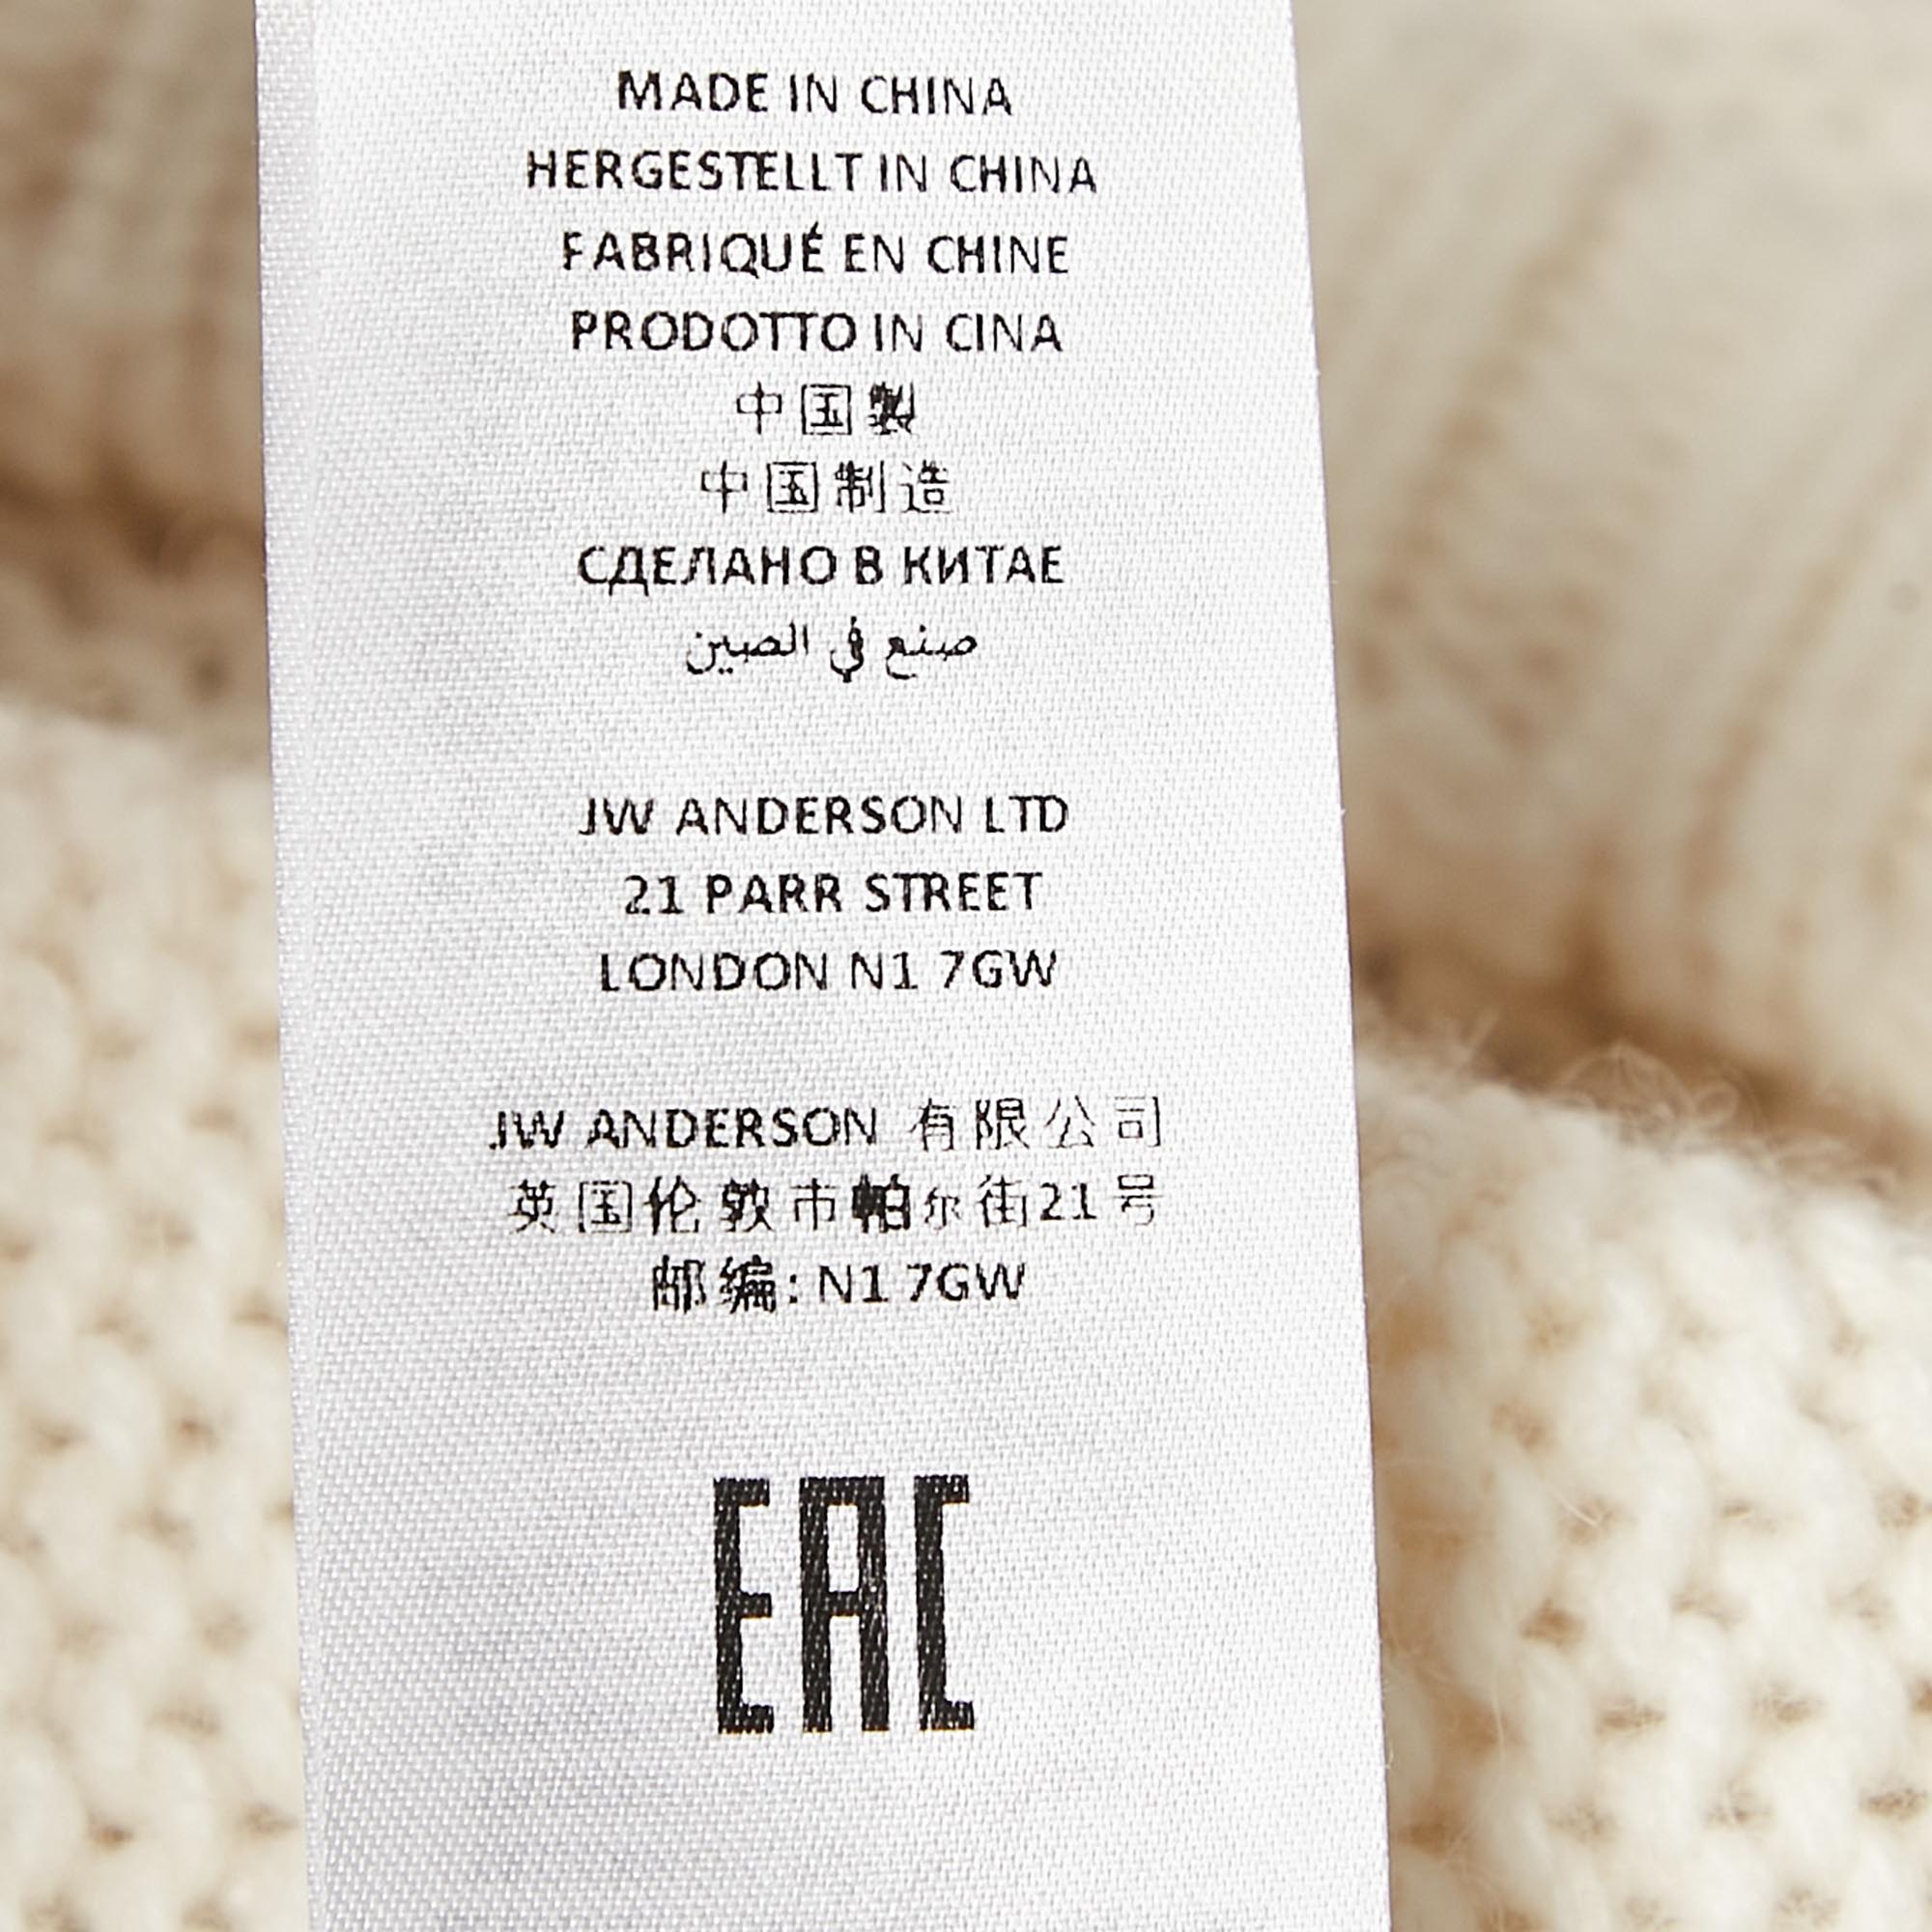 MADE IN CHINA
HERGESTELLT IN CHINA
FABRIQUÉ EN CHINE
PRODOTTO IN CINA
中国製
中国制造
СДЕЛАНО В КИТАЕ
صنع في الصين
JW ANDERSON LTD
21 PARR STREET
LONDON N1 7GW
JW ANDERSON 有限公司
英国伦敦市帕尔街21号
邮编: N1 7GW
EAC